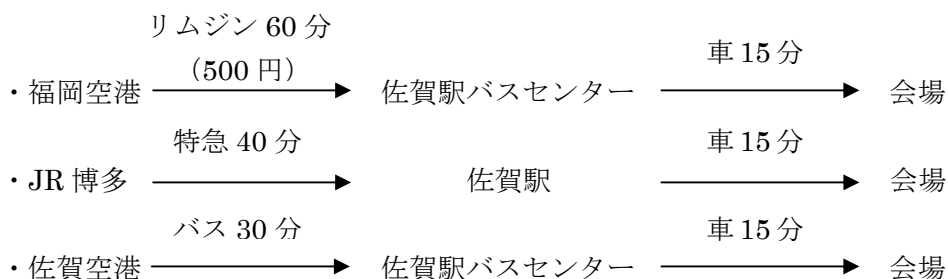 リムジン 60 分
（500 円）
車 15 分
・福岡空港 佐賀駅バスセンター 会場
特急 40 分
車 15 分
・JR 博多 佐賀駅 会場
バス 30 分
車 15 分
・佐賀空港 佐賀駅バスセンター 会場